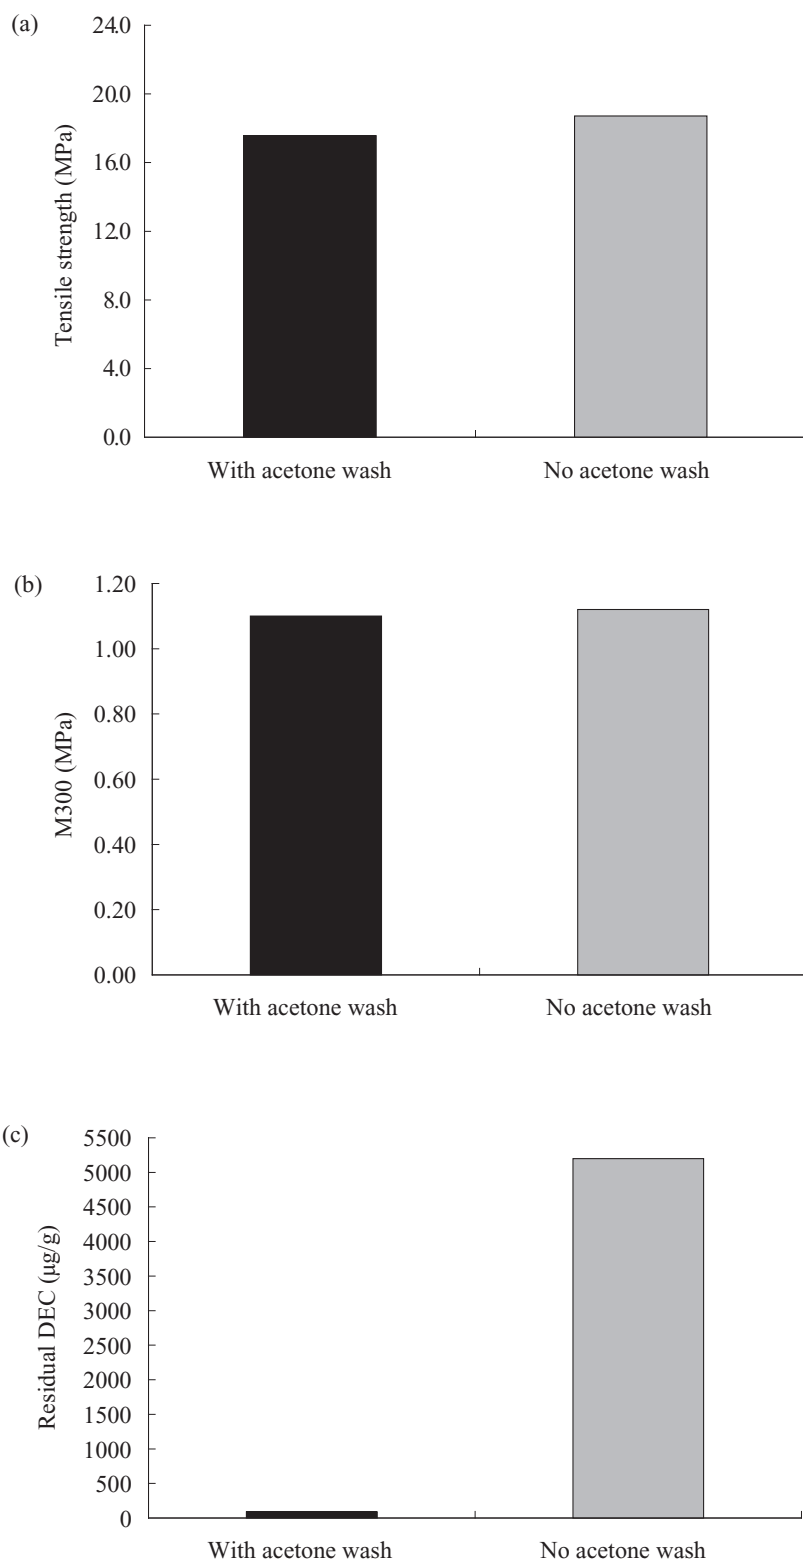 (a)
Tensile strength (MPa)
24.0
20.0
16.0
12.0
8.0
4.0
0.0
With acetone wash
No acetone wash
(b)
M300 (MPa)
1.20
1.00
0.80
0.60
0.40
0.20
0.00
With acetone wash
No acetone wash
(c)
Residual DEC (µg/g)
5500
5000
4500
4000
3500
3000
2500
2000
1500
1000
500
0
With acetone wash
No acetone wash